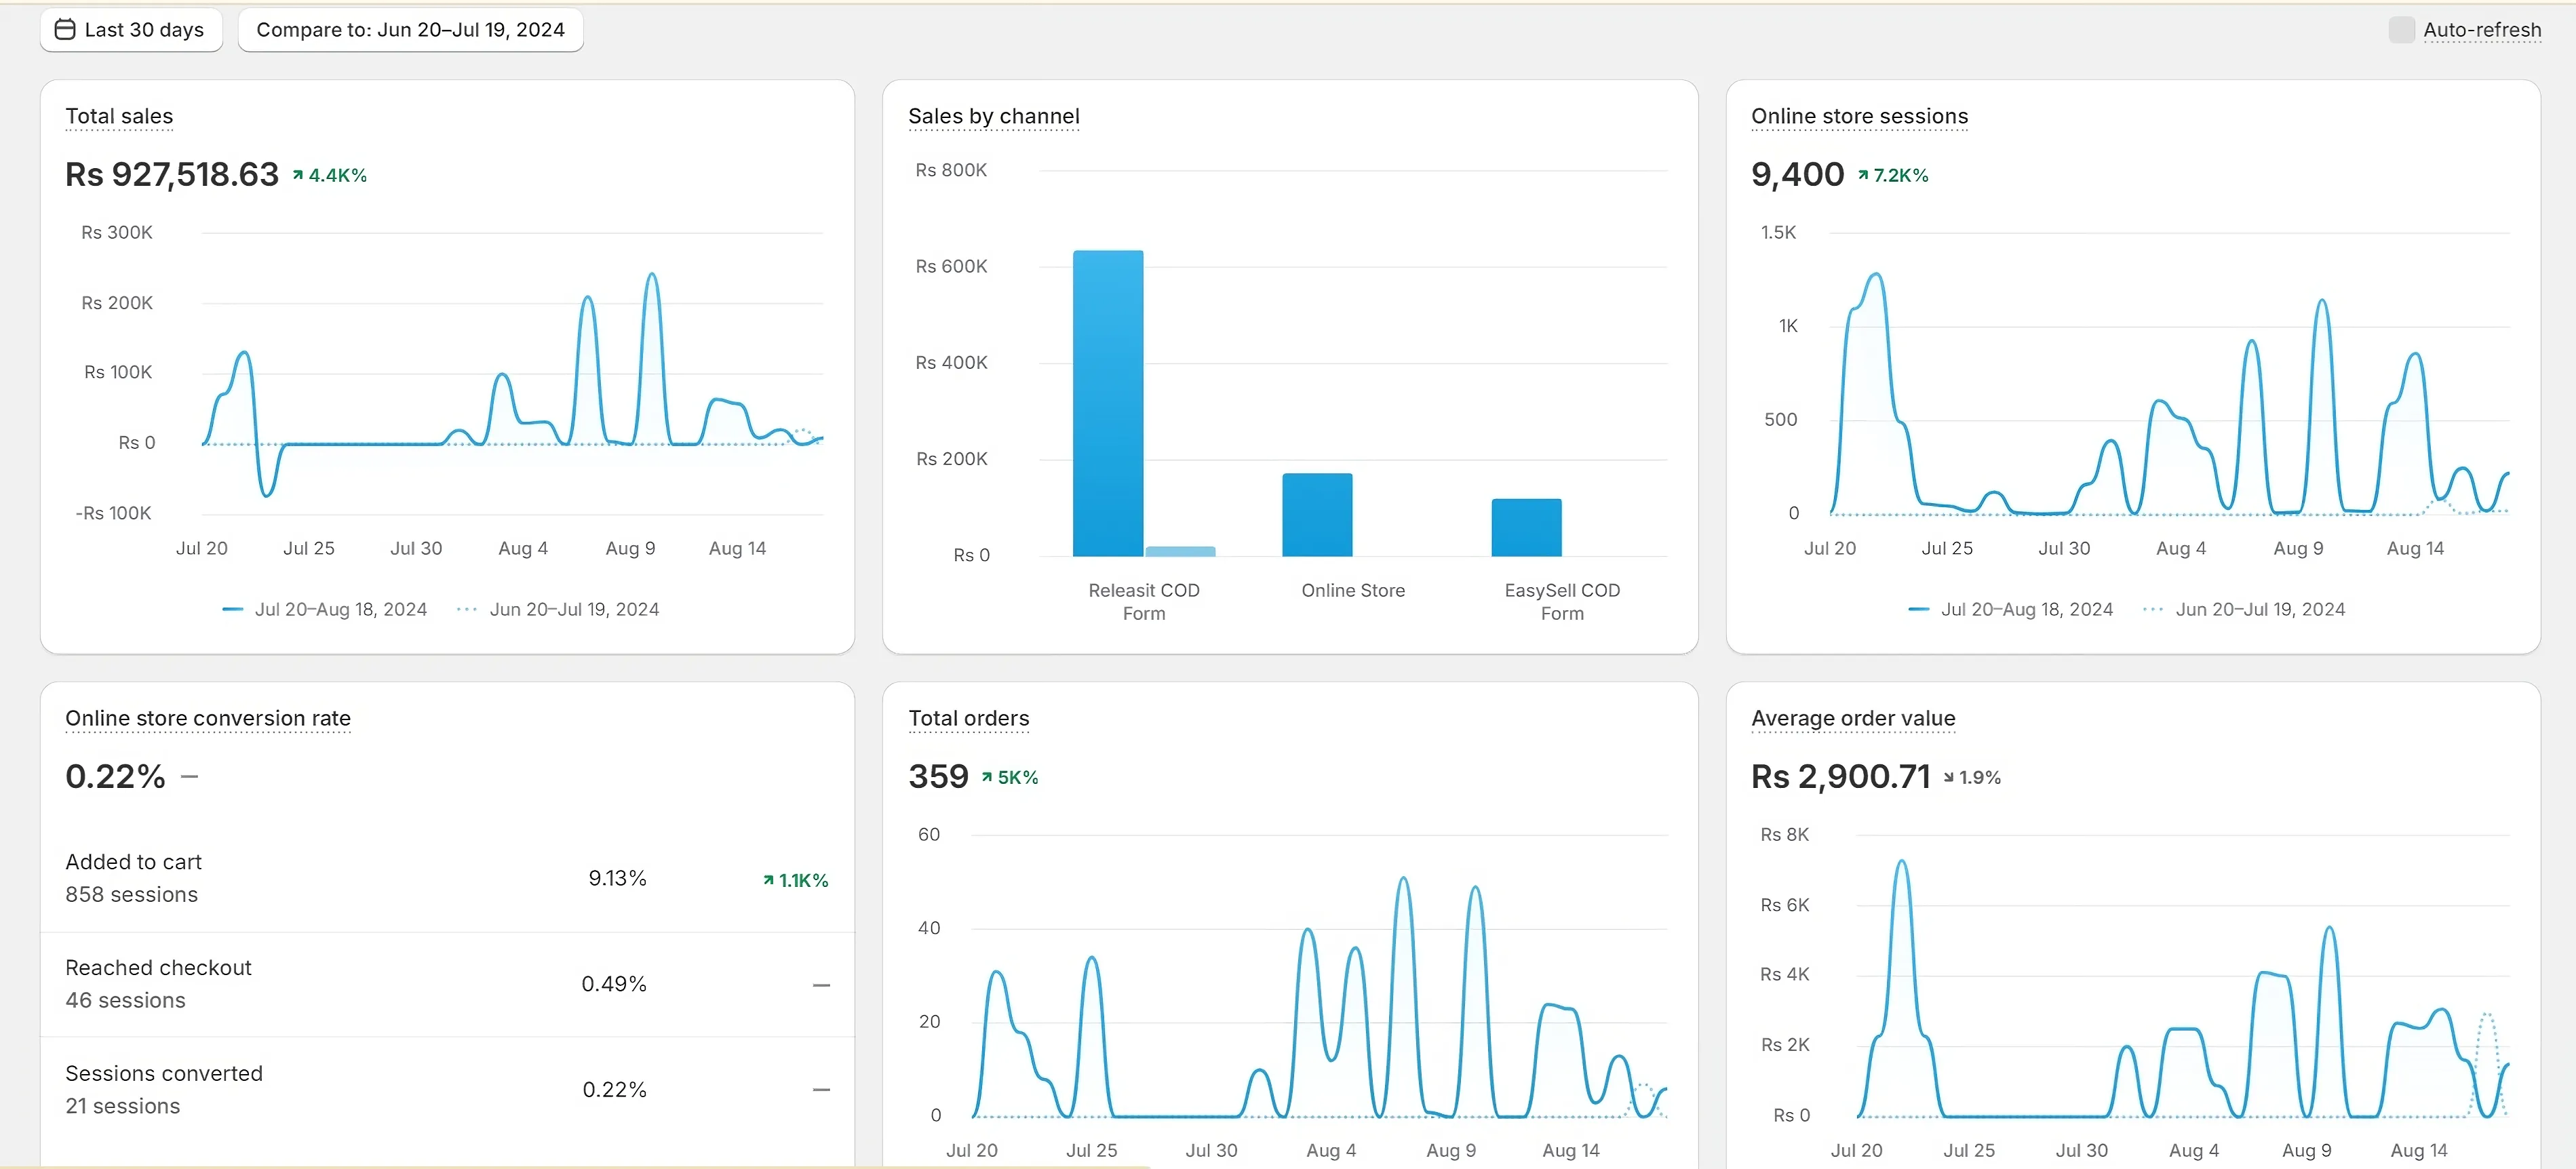 Last 30 days
Compare to: Jun 20–Jul 19, 2024
Auto-refresh
Total sales
Rs 927,518.63 4.4K%
Rs 300K
Rs 200K
Rs 100K
Rs 0
-Rs 100K
Jul 20 Jul 25 Jul 30 Aug 4 Aug 9 Aug 14
Jul 20–Aug 18, 2024 Jun 20–Jul 19, 2024
Sales by channel
Rs 800K
Rs 600K
Rs 400K
Rs 200K
Rs 0
Releasit COD
Form
Online Store
EasySell COD
Form
Online store sessions
9,400 7.2K%
1.5K
1K
500
0
Jul 20 Jul 25 Jul 30 Aug 4 Aug 9 Aug 14
Jul 20–Aug 18, 2024 Jun 20–Jul 19, 2024
Online store conversion rate
0.22% —
Added to cart
858 sessions
9.13% 1.1K%
Reached checkout
46 sessions
0.49% —
Sessions converted
21 sessions
0.22% —
Total orders
359 5K%
60
40
20
0
Jul 20 Jul 25 Jul 30 Aug 4 Aug 9 Aug 14
Average order value
Rs 2,900.71 1.9%
Rs 8K
Rs 6K
Rs 4K
Rs 2K
Rs 0
Jul 20 Jul 25 Jul 30 Aug 4 Aug 9 Aug 14